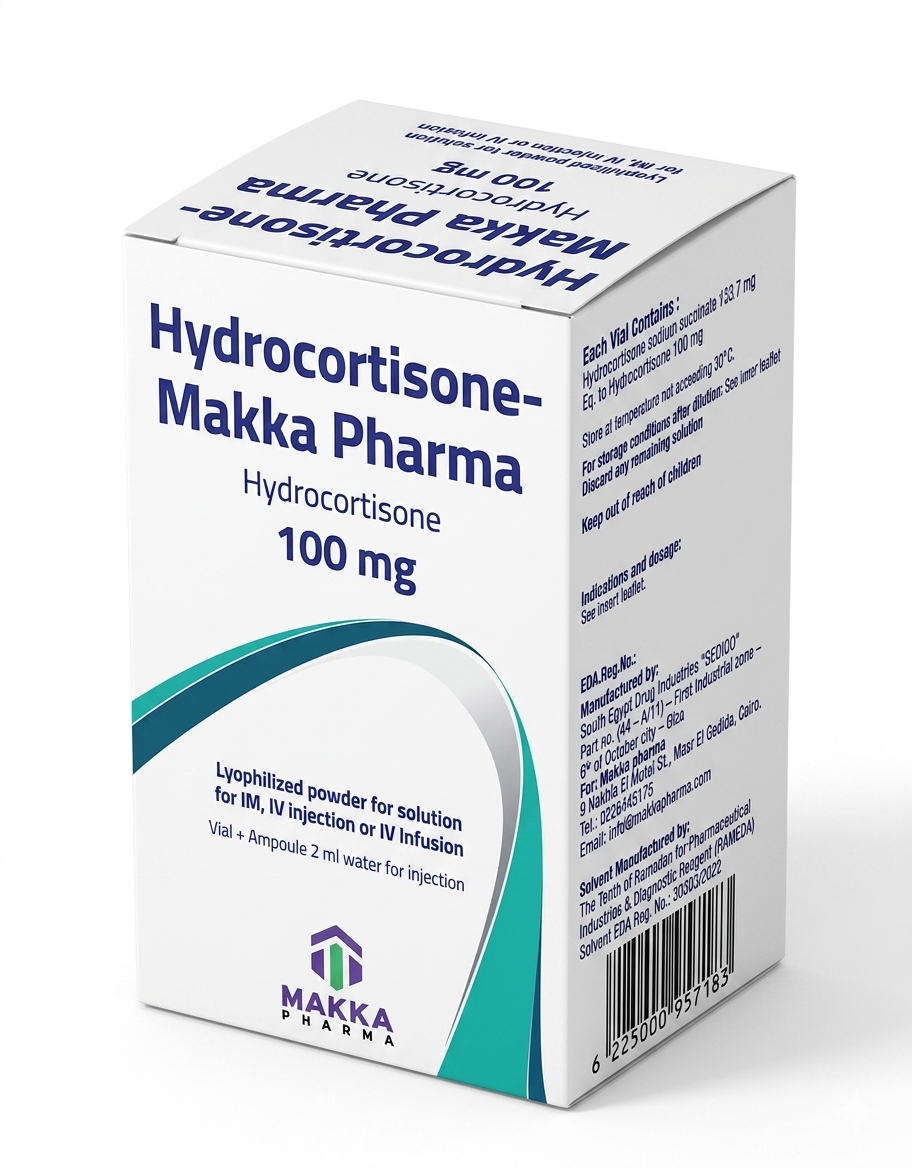 Lyophilized powder for solution
for IM, IV injection or IV Infusion
100 mg
Hydrocortisone
Hydrocortisone-
Makka Pharma
Hydrocortisone-
Makka Pharma
Hydrocortisone
100 mg
Lyophilized powder for solution
for IM, IV injection or IV Infusion
Vial + Ampoule 2 ml water for injection
MAKKA
PHARMA
Each Vial Contains :
Hydrocortisone sodium succinate 133.7 mg
Eq. to Hydrocortisone 100 mg
Store at temperature not acceeding 30°C.
For storage conditions after dilution: See inner leaflet
Discard any remaining solution
Keep out of reach of children
Indications and dosage:
See insert leaflet.
EDA.Reg.No.:
Manufactured by:
South Egypt Drug Industries "SEDICO"
Part no. (44 – A/11) – First Industrial zone –
6 of October city – Giza
For: Makka pharma
9 Nakhla El Motei St., Masr El Gedida, Cairo.
Tel.: 0226445175
Email: info@makkapharma.com
Solvent Manufactured by:
The Tenth of Ramadan for Pharmaceutical
Industries & Diagnostic Reagent (RAMEDA)
Solvent EDA Reg. No.: /2022
6 225000 957183